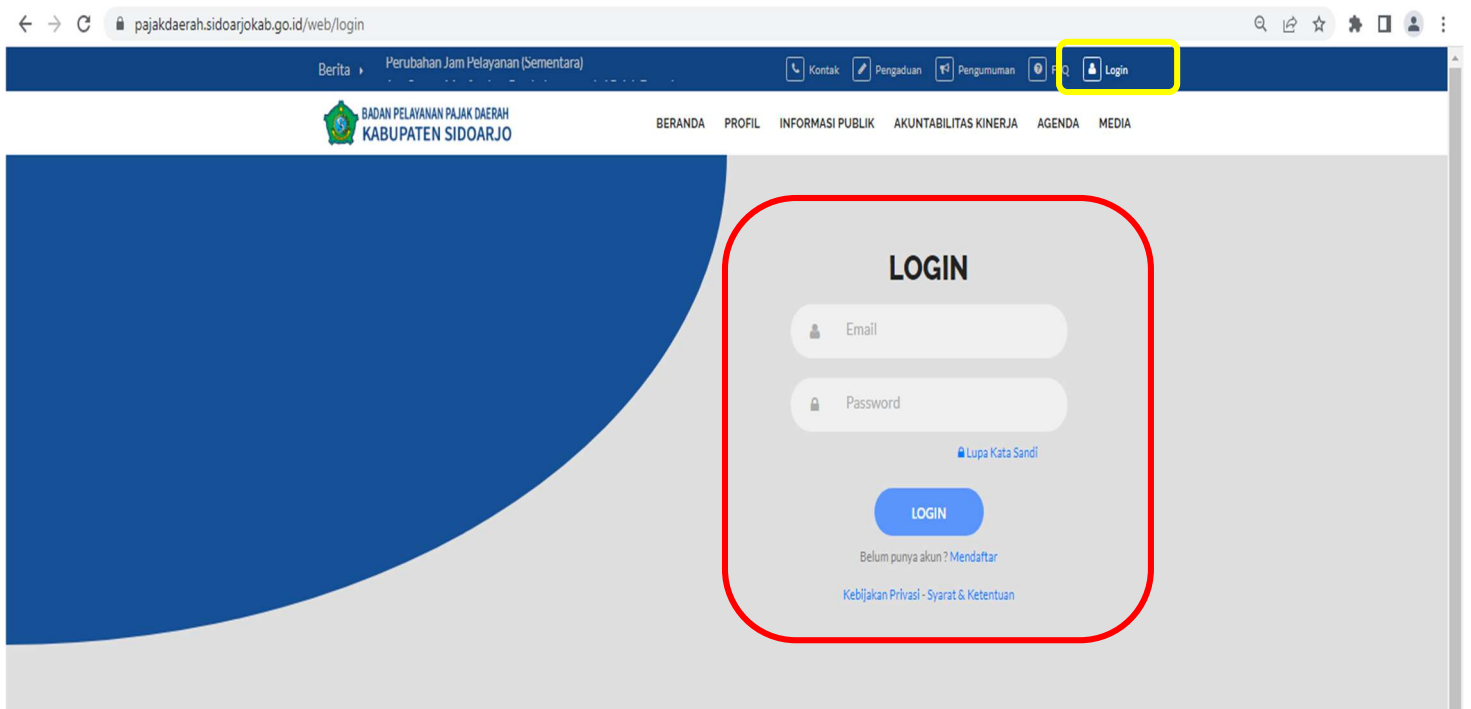 pajakdaerah.sidoarjokab.go.id/web/login
Berita
Perubahan Jam Pelayanan (Sementara)
Kontak Pengaduan Pengumuman Login
BADAN PELAYANAN PAJAK DAERAH
KABUPATEN SIDOARJO
BERANDA PROFIL INFORMASI PUBLIK AKUNTABILITAS KINERJA AGENDA MEDIA
LOGIN
Email
Password
Lupa Kata Sandi
LOGIN
Belum punya akun ? Mendaftar
Kebijakan Privasi - Syarat & Ketentuan